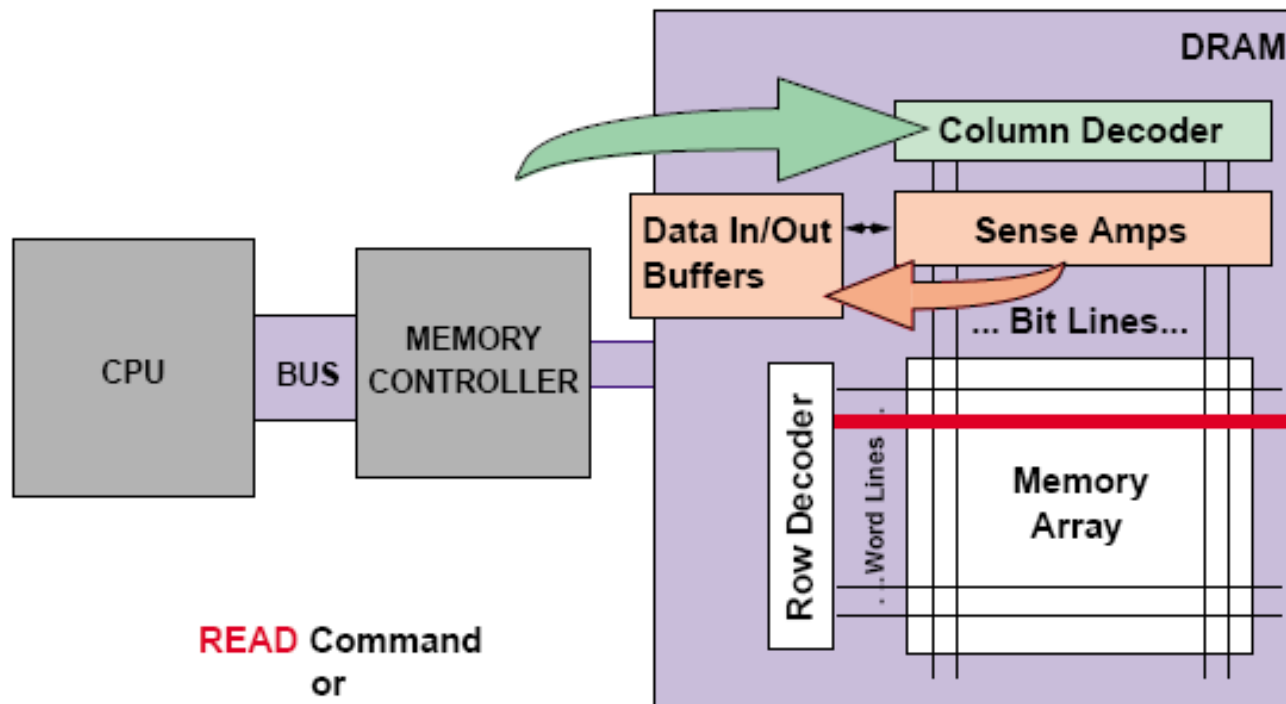 DRAM
Column Decoder
Data In/Out
Buffers
Sense Amps
... Bit Lines...
CPU
BUS
MEMORY
CONTROLLER
Row Decoder
. . .Word Lines . . .
Memory
Array
READ Command
or